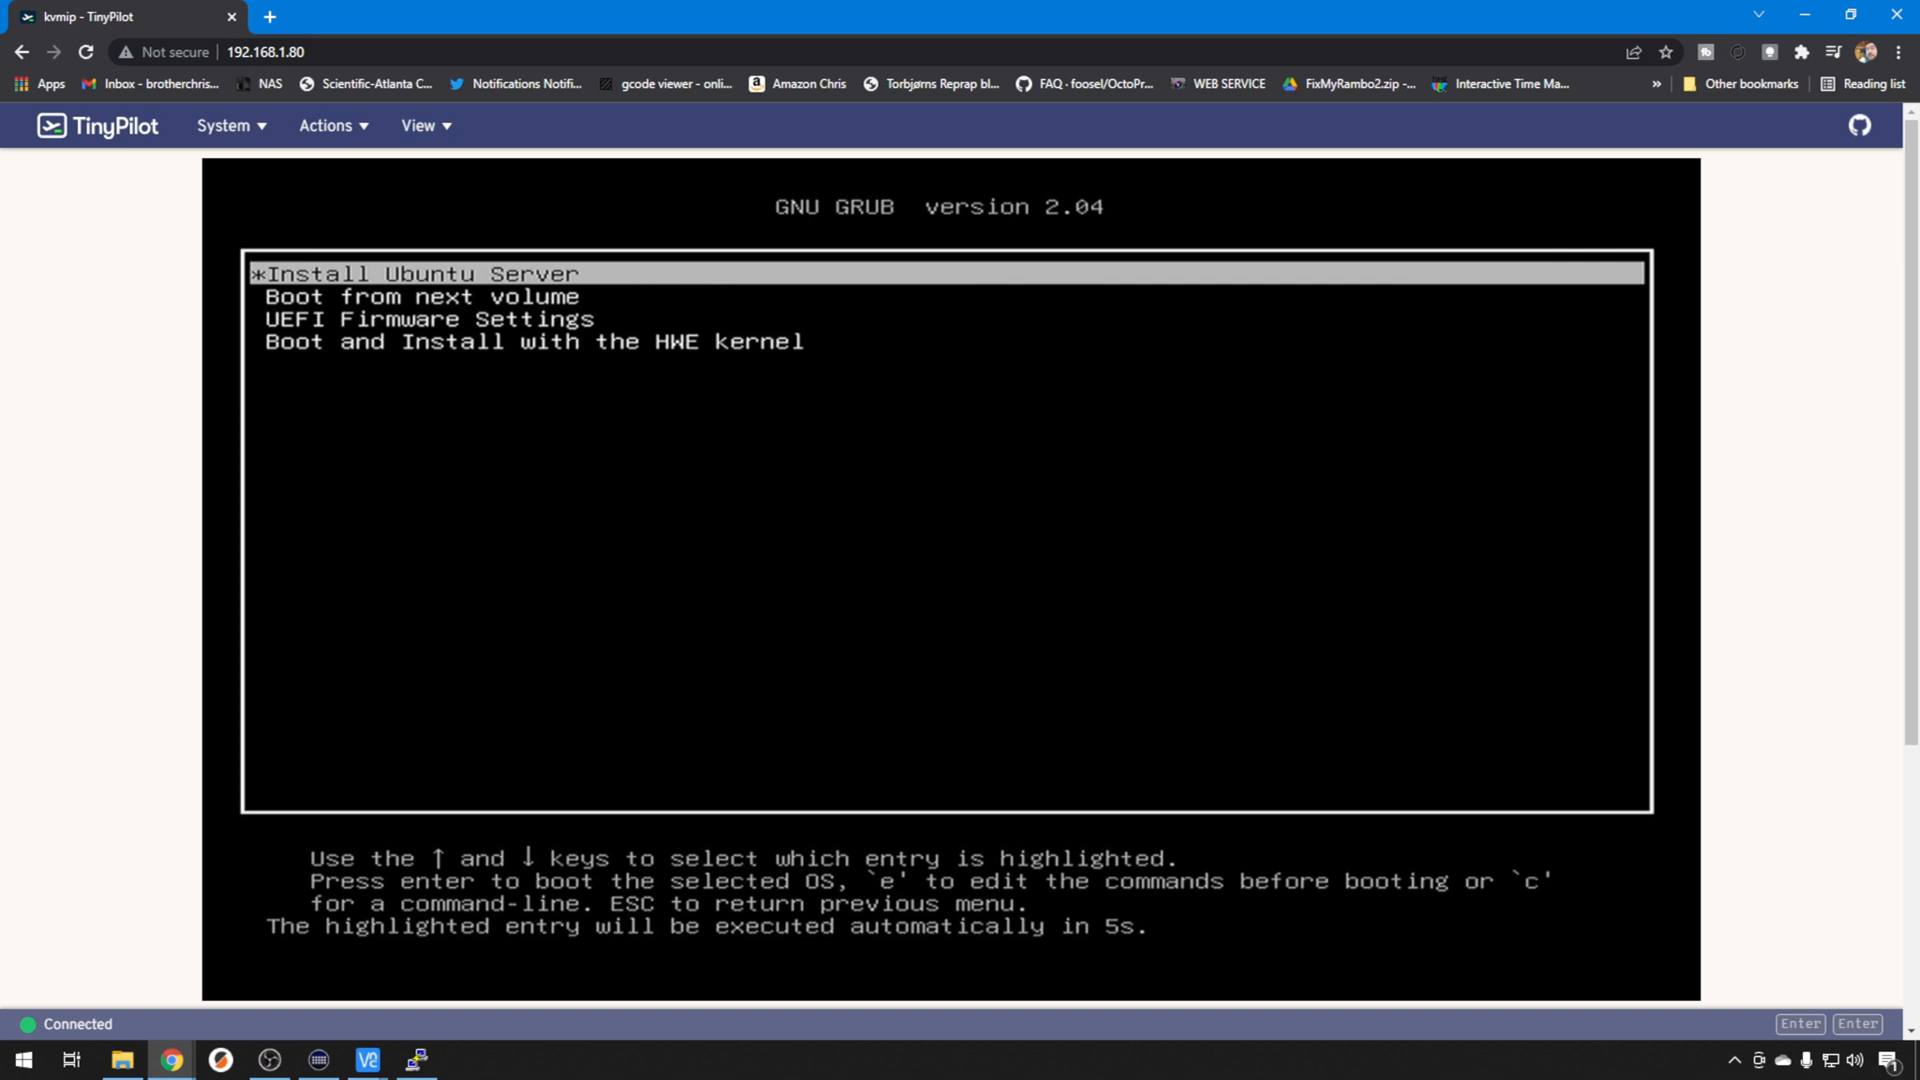 kvmip - TinyPilot
Not secure | 192.168.1.80
Apps Inbox - brotherchris... NAS Scientific-Atlanta C... Notifications Notifi... gcode viewer - onli... Amazon Chris Torbjørns Reprap bl... FAQ · foosel/OctoPr... WEB SERVICE FixMyRambo2.zip -... Interactive Time Ma... » Other bookmarks Reading list
TinyPilot System Actions View
GNU GRUB version 2.04
*Install Ubuntu Server
Boot from next volume
UEFI Firmware Settings
Boot and Install with the HWE kernel
Use the ↑ and ↓ keys to select which entry is highlighted.
Press enter to boot the selected OS, `e' to edit the commands before booting or `c'
for a command-line. ESC to return previous menu.
The highlighted entry will be executed automatically in 5s.
Connected Enter Enter